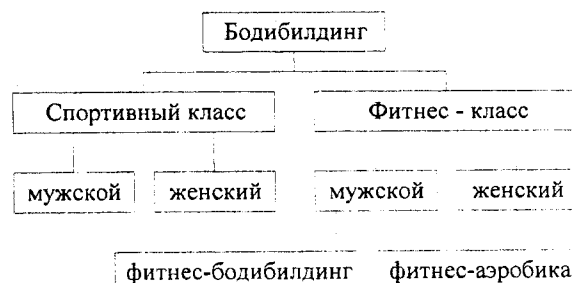 Бодибилдинг
Спортивный класс Фитнес - класс
мужской женский мужской женский
фитнес-бодибилдинг фитнес-аэробика